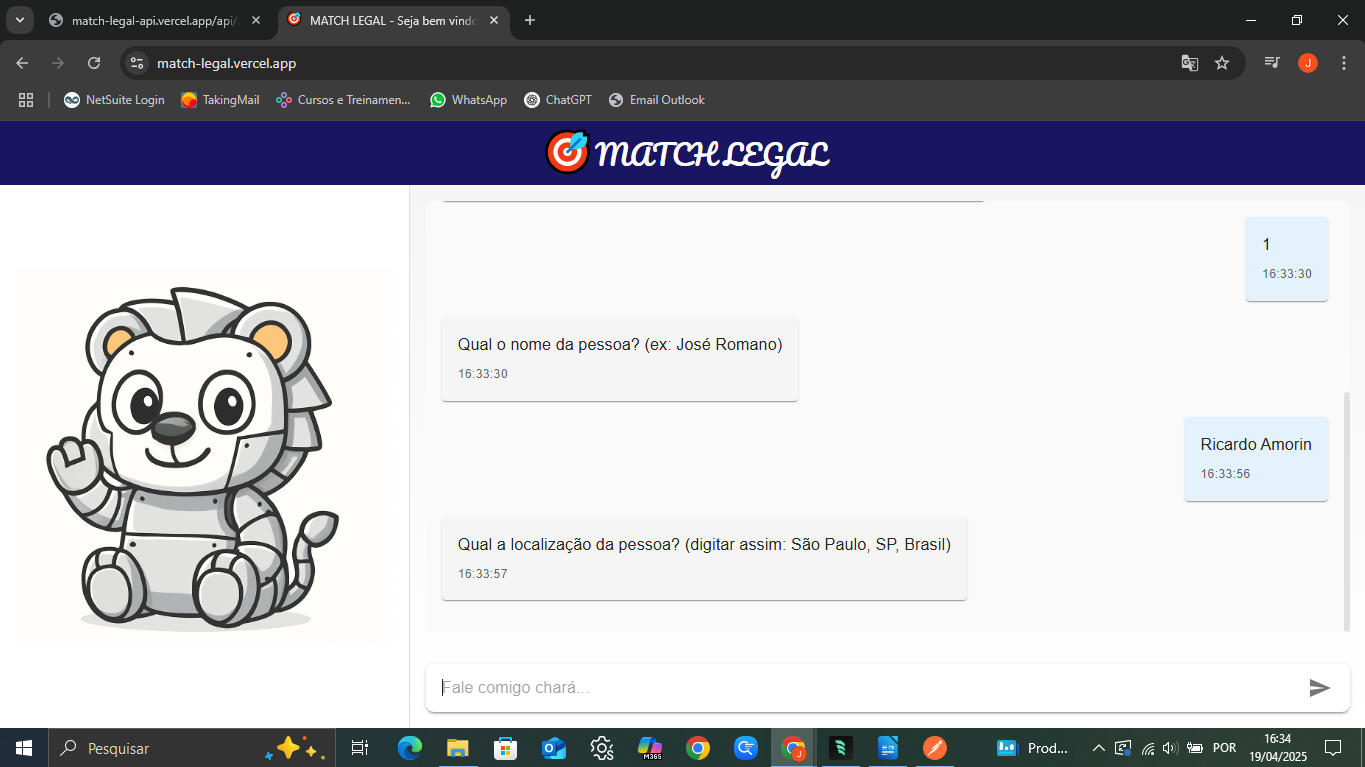 match-legal-api.vercel.app/api/
MATCH LEGAL - Seja bem vindo
match-legal.vercel.app
J
NetSuite Login
TakingMail
Cursos e Treinamen...
WhatsApp
ChatGPT
Email Outlook
MATCH LEGAL
1
16:33:30
Qual o nome da pessoa? (ex: José Romano)
16:33:30
Ricardo Amorin
16:33:56
Qual a localização da pessoa? (digitar assim: São Paulo, SP, Brasil)
16:33:57
Fale comigo chará...
Pesquisar
M365
J
Prod...
POR
16:34
19/04/2025